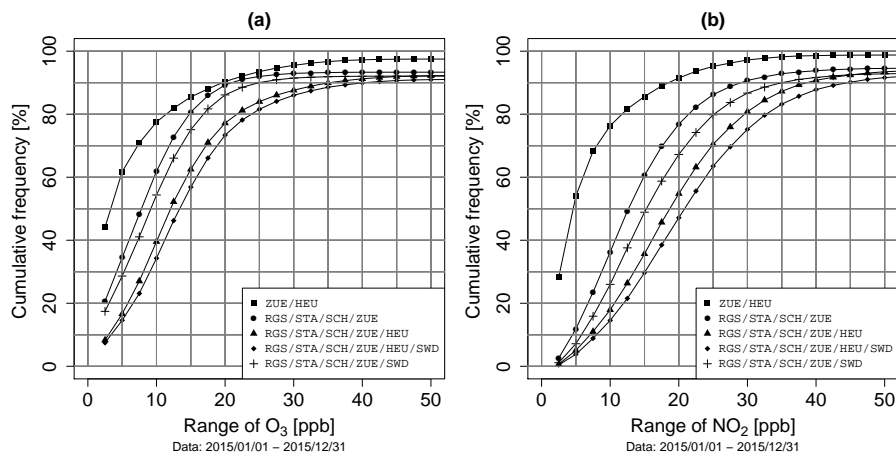 (a)
Cumulative frequency [%]
100
80
60
40
20
0
ZUE/HEU
RGS/STA/SCH/ZUE
RGS/STA/SCH/ZUE/HEU
RGS/STA/SCH/ZUE/HEU/SWD
RGS/STA/SCH/ZUE/SWD
0 10 20 30 40 50
Range of O₃ [ppb]
Data: 2015/01/01 − 2015/12/31
(b)
Cumulative frequency [%]
100
80
60
40
20
0
ZUE/HEU
RGS/STA/SCH/ZUE
RGS/STA/SCH/ZUE/HEU
RGS/STA/SCH/ZUE/HEU/SWD
RGS/STA/SCH/ZUE/SWD
0 10 20 30 40 50
Range of NO₂ [ppb]
Data: 2015/01/01 − 2015/12/31